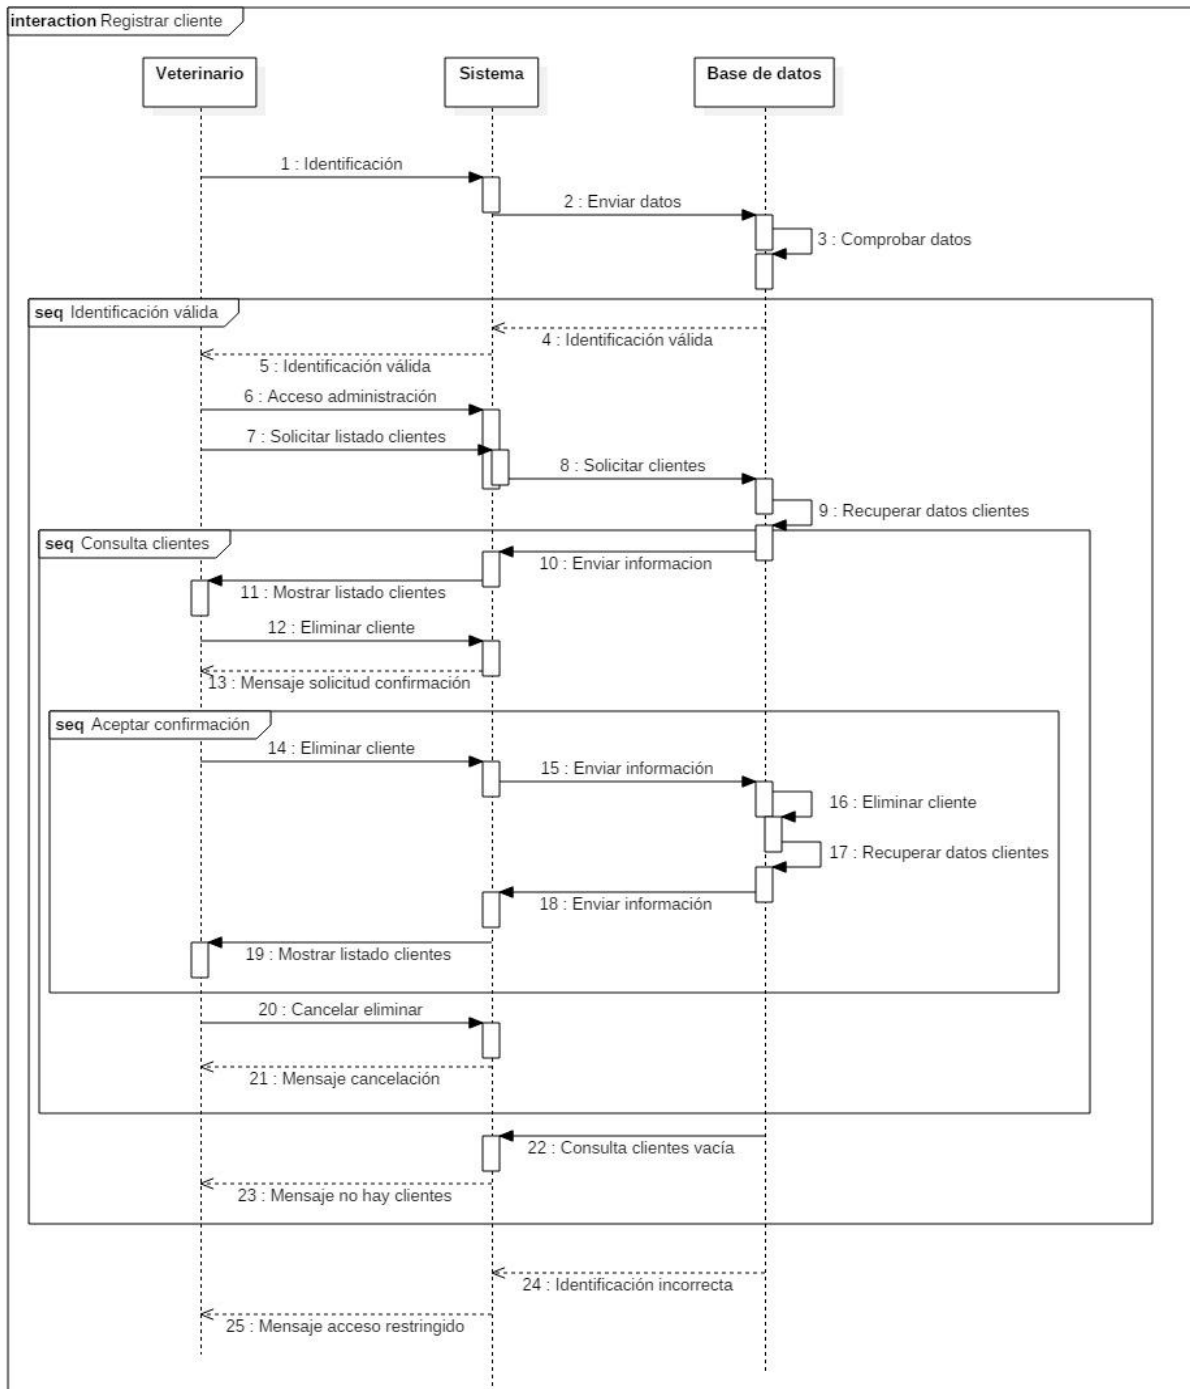 interaction Registrar cliente
Veterinario
Sistema
Base de datos
1 : Identificación
2 : Enviar datos
3 : Comprobar datos
seq Identificación válida
4 : Identificación válida
5 : Identificación válida
6 : Acceso administración
7 : Solicitar listado clientes
8 : Solicitar clientes
9 : Recuperar datos clientes
seq Consulta clientes
10 : Enviar informacion
11 : Mostrar listado clientes
12 : Eliminar cliente
13 : Mensaje solicitud confirmación
seq Aceptar confirmación
14 : Eliminar cliente
15 : Enviar información
16 : Eliminar cliente
17 : Recuperar datos clientes
18 : Enviar información
19 : Mostrar listado clientes
20 : Cancelar eliminar
21 : Mensaje cancelación
22 : Consulta clientes vacía
23 : Mensaje no hay clientes
24 : Identificación incorrecta
25 : Mensaje acceso restringido